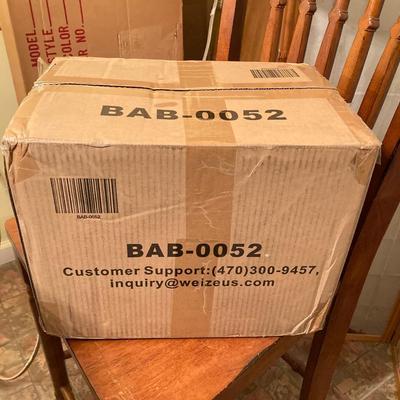 MODEL
STYLE
COLOR
R NO.
BAB-0052
BAB-0052
BAB-0052
Customer Support:(470)300-9457,
inquiry@weizeus.com